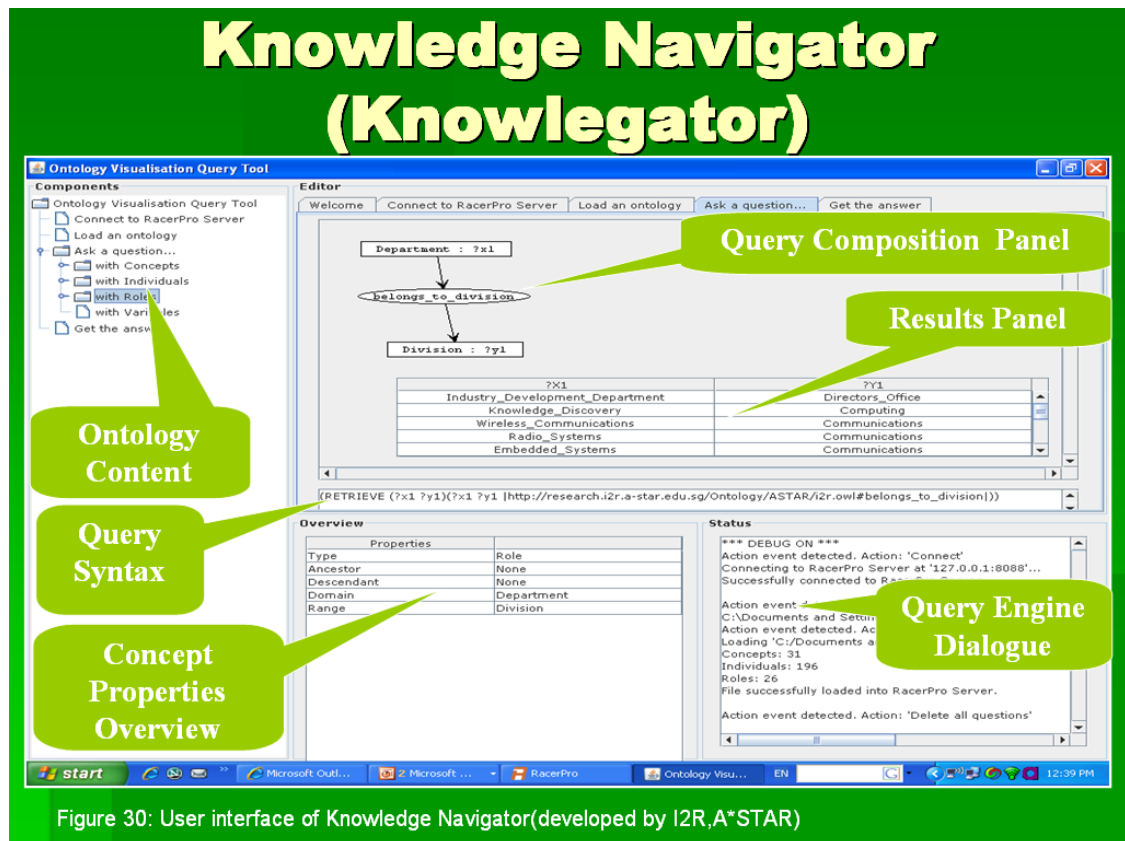 Knowledge Navigator
(Knowlegator)
Ontology Visualisation Query Tool
Components
Ontology Visualisation Query Tool
Connect to RacerPro Server
Load an ontology
Ask a question...
with Concepts
with Individuals
with Roles
with Variables
Get the answer
Editor
Welcome
Connect to RacerPro Server
Load an ontology
Ask a question...
Get the answer
Department : ?x1
belongs_to_division
Division : ?y1
Query Composition Panel
Results Panel
?X1 ?Y1
Industry_Development_Department Directors_Office
Knowledge_Discovery Computing
Wireless_Communications Communications
Radio_Systems Communications
Embedded_Systems Communications
(RETRIEVE (?x1 ?y1)(?x1 ?y1 |http://research.i2r.a-star.edu.sg/Ontology/ASTAR/i2r.owl#belongs_to_division|))
Ontology
Content
Query
Syntax
Concept
Properties
Overview
Overview
Properties
Type Role
Ancestor None
Descendant None
Domain Department
Range Division
Status
*** DEBUG ON ***
Action event detected. Action: 'Connect'
Connecting to RacerPro Server at '127.0.0.1:8088'...
Successfully connected to
Action event
C:\Documents and
Action event detected.
Loading 'C:/Documents
Concepts: 31
Individuals: 196
Roles: 26
File successfully loaded into RacerPro Server.
Action event detected. Action: 'Delete all questions'
Query Engine
Dialogue
start
Microsoft Outl...
2 Microsoft ...
RacerPro
Ontology Visu...
EN
G
12:39 PM
Figure 30: User interface of Knowledge Navigator(developed by I2R,A*STAR)